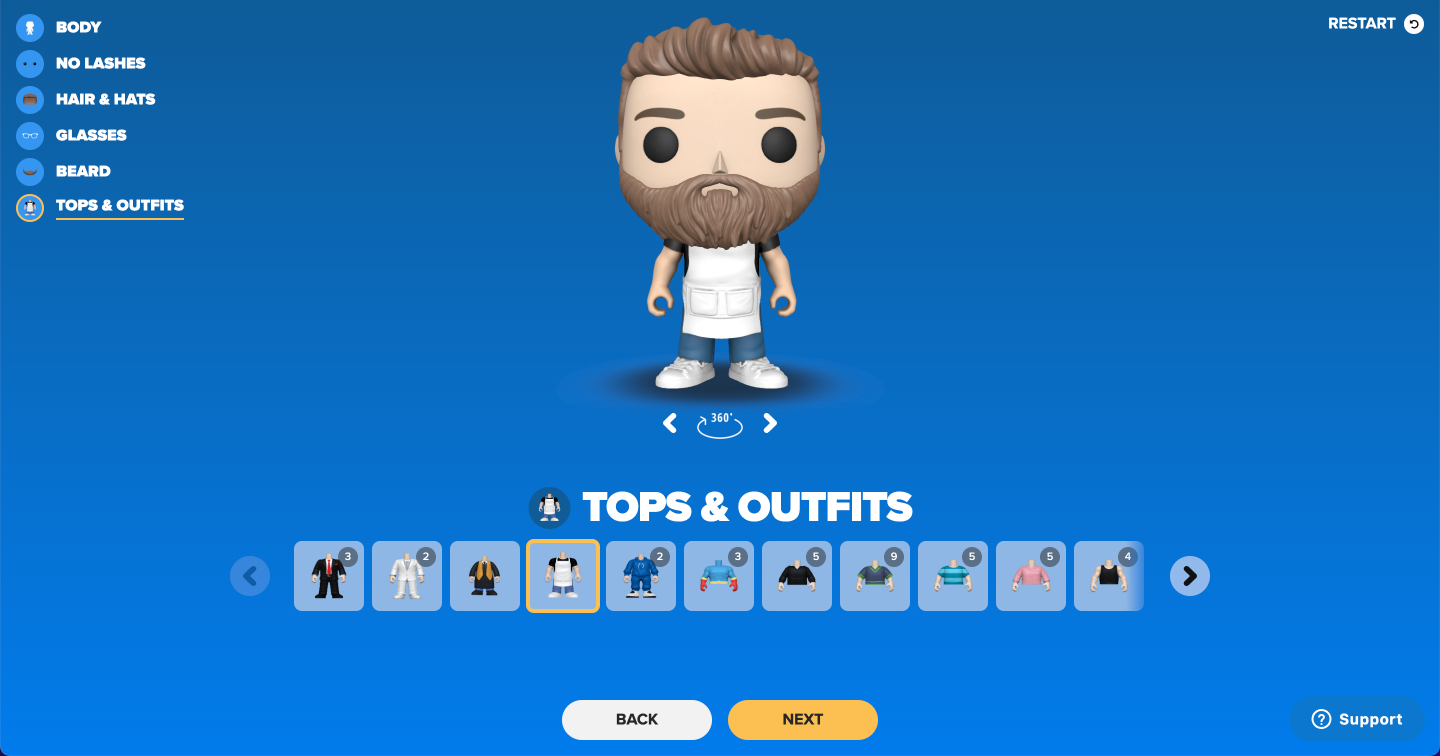 BODY
NO LASHES
HAIR & HATS
GLASSES
BEARD
TOPS & OUTFITS
RESTART
360°
TOPS & OUTFITS
3
2
2
3
5
9
5
5
4
BACK
NEXT
? Support